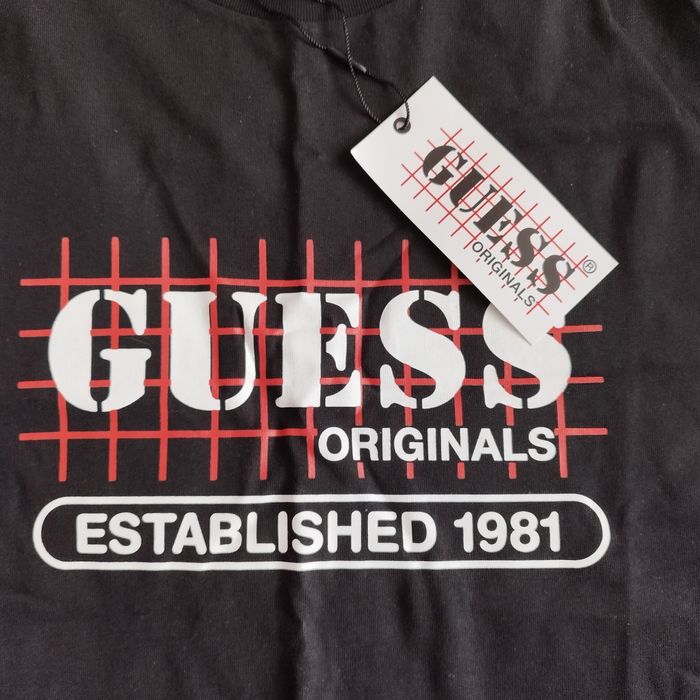 GUESS®
ORIGINALS
GUESS
ORIGINALS
ESTABLISHED 1981